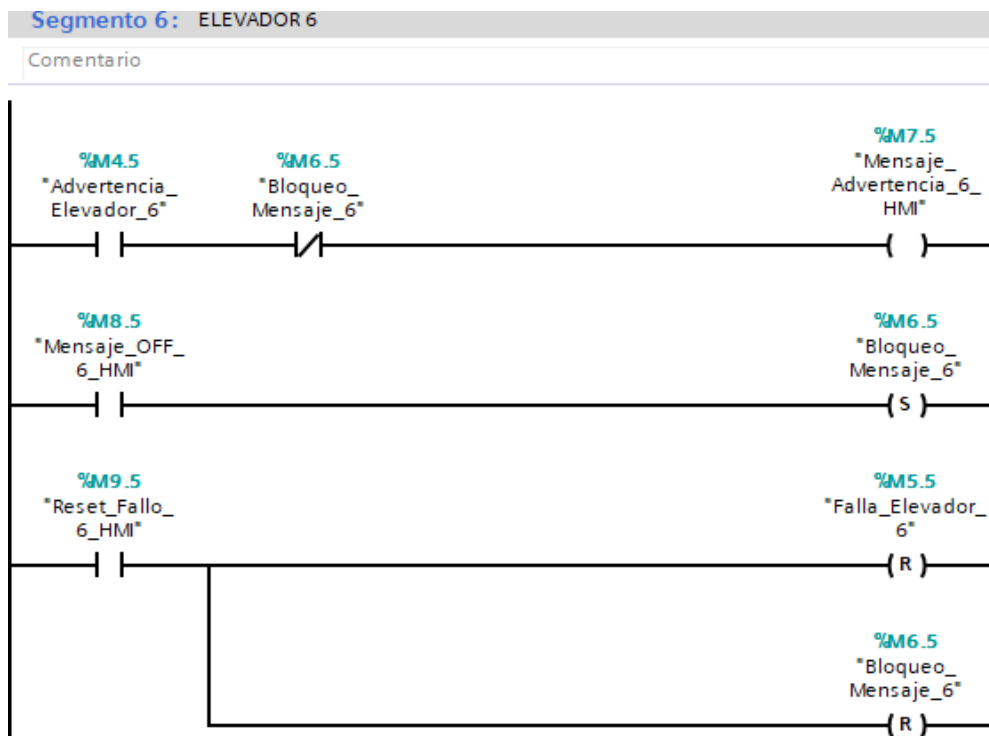 Segmento 6: ELEVADOR 6
Comentario
%M4.5
"Advertencia_
Elevador_6"
%M6.5
"Bloqueo_
Mensaje_6"
%M7.5
"Mensaje_
Advertencia_6_
HMI"
%M8.5
"Mensaje_OFF_
6_HMI"
%M6.5
"Bloqueo_
Mensaje_6"
S
%M9.5
"Reset_Fallo_
6_HMI"
%M5.5
"Falla_Elevador_
6"
R
%M6.5
"Bloqueo_
Mensaje_6"
R